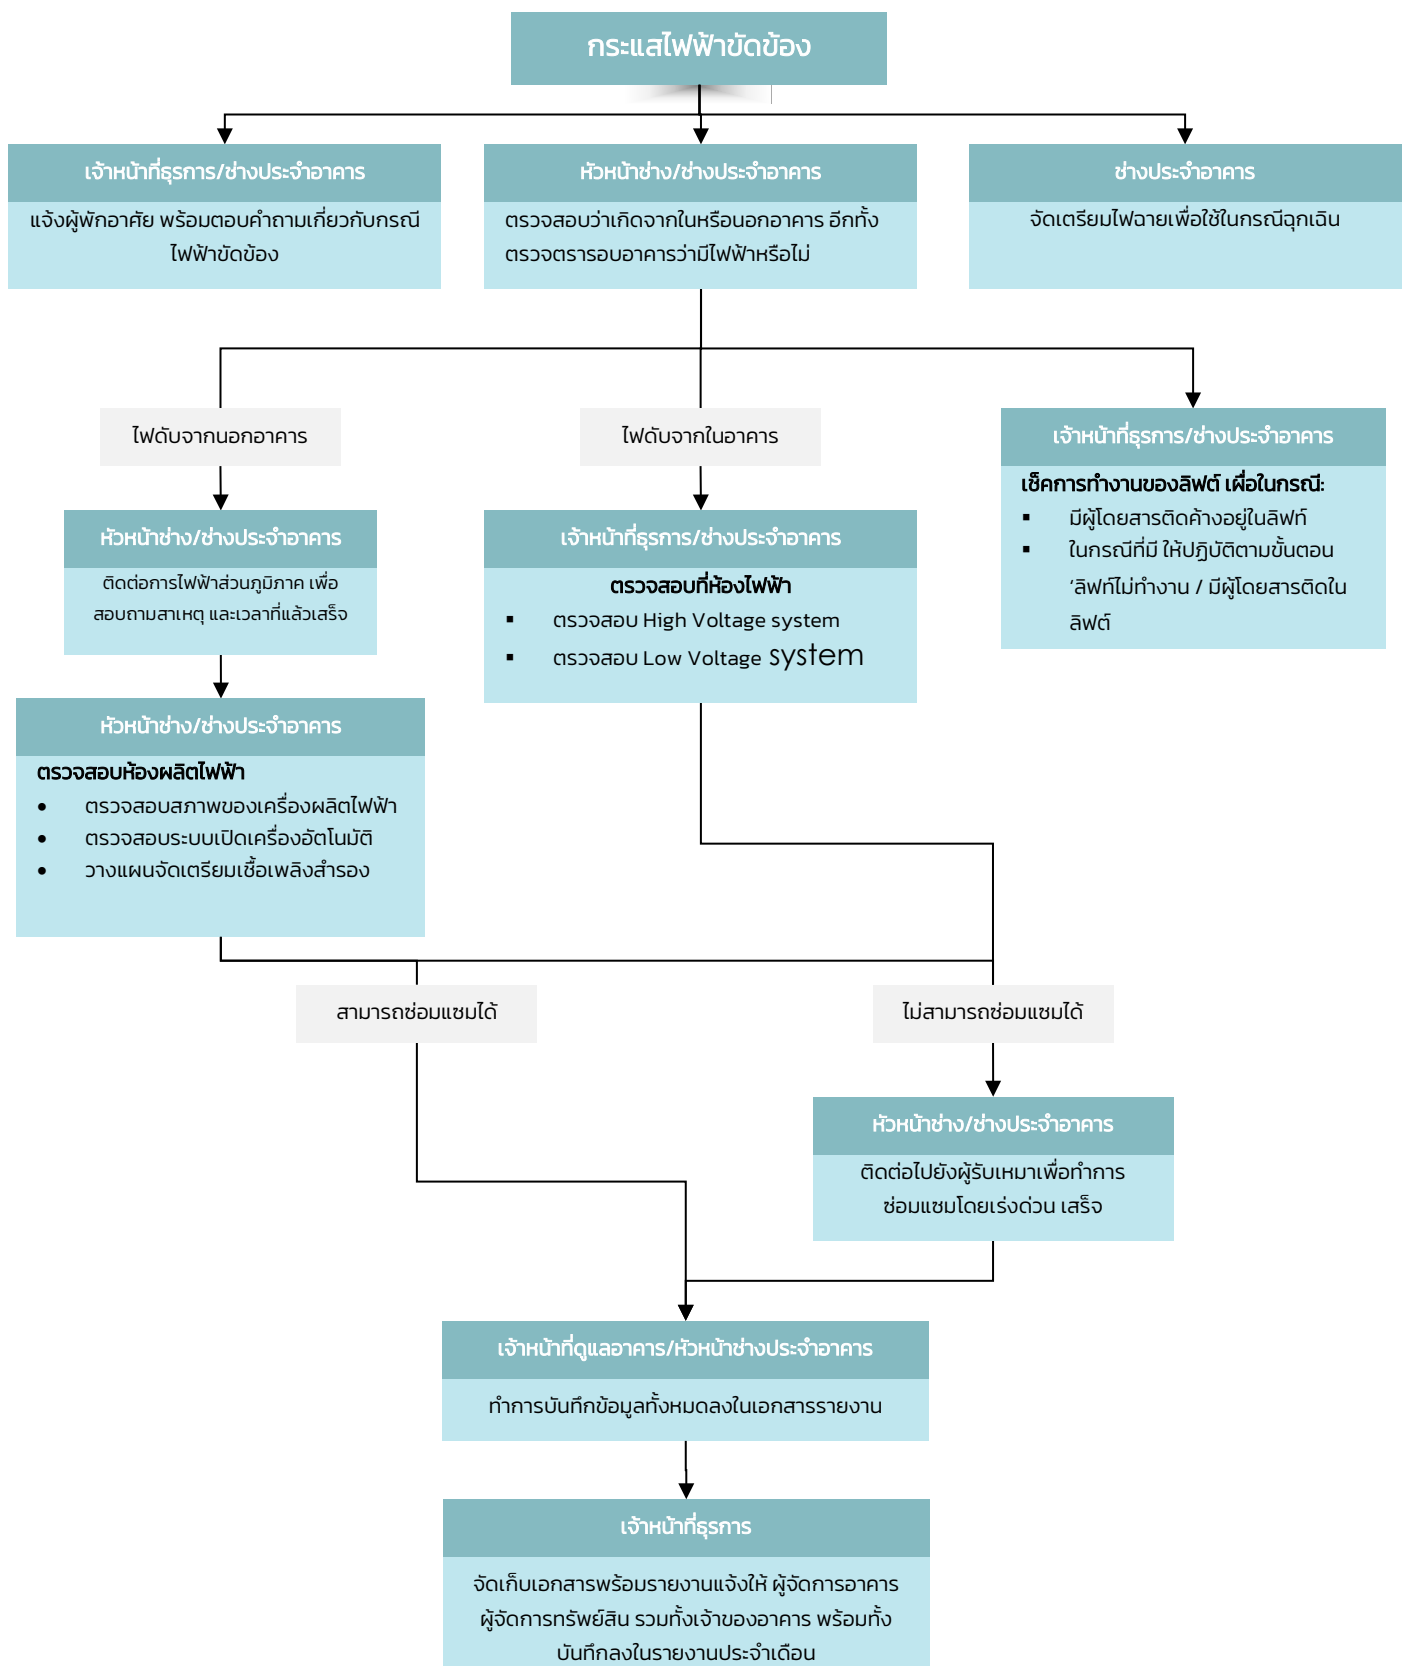 กระแสไฟฟ้าขัดข้อง
เจ้าหน้าที่ธุรการ/ช่างประจำอาคาร
แจ้งผู้พักอาศัย พร้อมตอบคำถามเกี่ยวกับกรณี
ไฟฟ้าขัดข้อง
หัวหน้าช่าง/ช่างประจำอาคาร
ตรวจสอบว่าเกิดจากในหรือนอกอาคาร อีกทั้ง
ตรวจตรารอบอาคารว่ามีไฟฟ้าหรือไม่
ช่างประจำอาคาร
จัดเตรียมไฟฉายเพื่อใช้ในกรณีฉุกเฉิน
ไฟดับจากนอกอาคาร
ไฟดับจากในอาคาร
เจ้าหน้าที่ธุรการ/ช่างประจำอาคาร
เช็คการทำงานของลิฟต์ เผื่อในกรณี:
▪ มีผู้โดยสารติดค้างอยู่ในลิฟท์
▪ ในกรณีที่มี ให้ปฏิบัติตามขั้นตอน
‘ลิฟท์ไม่ทำงาน / มีผู้โดยสารติดใน
ลิฟต์
หัวหน้าช่าง/ช่างประจำอาคาร
ติดต่อการไฟฟ้าส่วนภูมิภาค เพื่อ
สอบถามสาเหตุ และเวลาที่แล้วเสร็จ
เจ้าหน้าที่ธุรการ/ช่างประจำอาคาร
ตรวจสอบที่ห้องไฟฟ้า
▪ ตรวจสอบ High Voltage system
▪ ตรวจสอบ Low Voltage system
หัวหน้าช่าง/ช่างประจำอาคาร
ตรวจสอบห้องผลิตไฟฟ้า
• ตรวจสอบสภาพของเครื่องผลิตไฟฟ้า
• ตรวจสอบระบบเปิดเครื่องอัตโนมัติ
• วางแผนจัดเตรียมเชื้อเพลิงสำรอง
สามารถซ่อมแซมได้
ไม่สามารถซ่อมแซมได้
หัวหน้าช่าง/ช่างประจำอาคาร
ติดต่อไปยังผู้รับเหมาเพื่อทำการ
ซ่อมแซมโดยเร่งด่วน เสร็จ
เจ้าหน้าที่ดูแลอาคาร/หัวหน้าช่างประจำอาคาร
ทำการบันทึกข้อมูลทั้งหมดลงในเอกสารรายงาน
เจ้าหน้าที่ธุรการ
จัดเก็บเอกสารพร้อมรายงานแจ้งให้ ผู้จัดการอาคาร
ผู้จัดการทรัพย์สิน รวมทั้งเจ้าของอาคาร พร้อมทั้ง
บันทึกลงในรายงานประจำเดือน